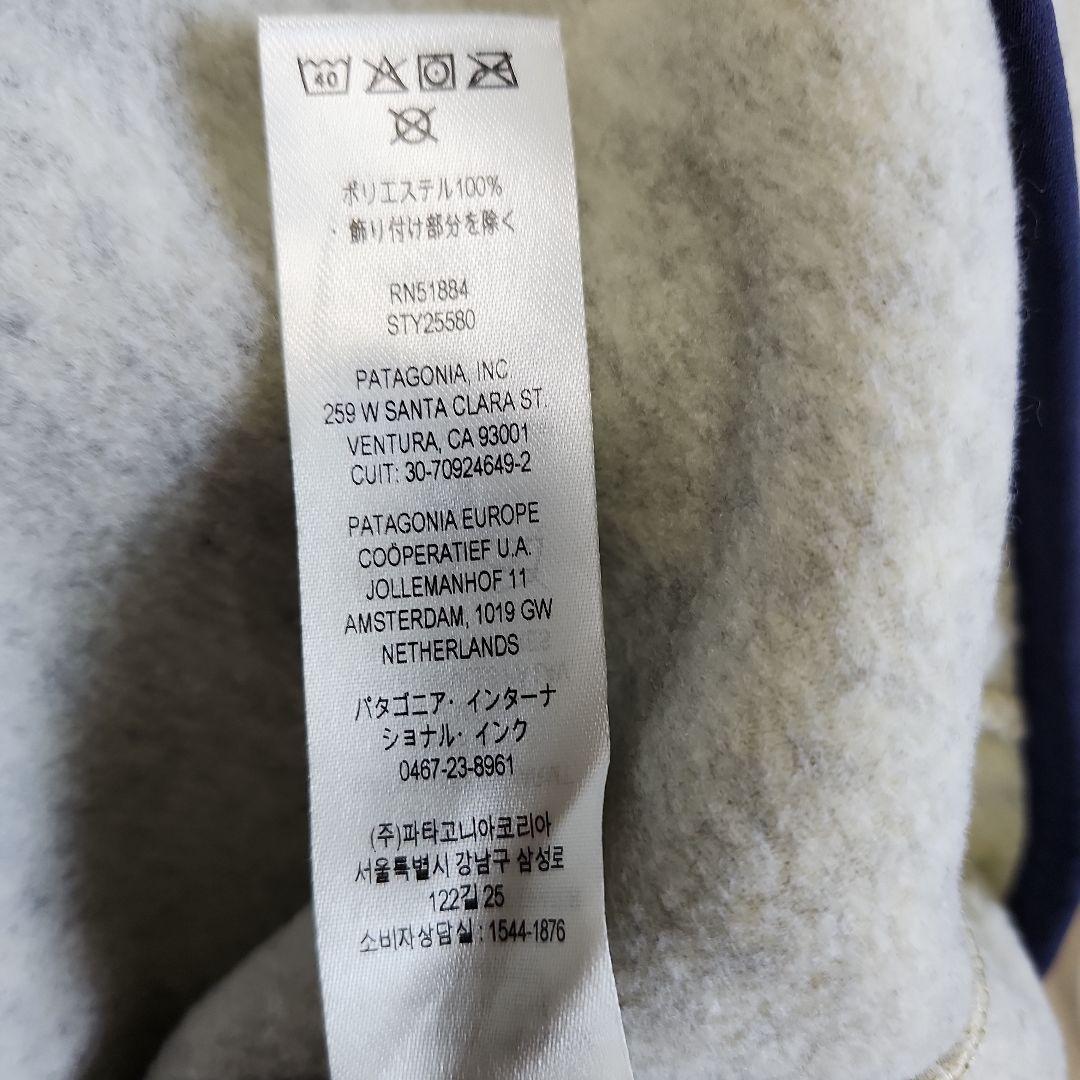 40
ポリエステル100%
・飾り付け部分を除く
RN51884
STY25580
PATAGONIA, INC
259 W SANTA CLARA ST.
VENTURA, CA 93001
CUIT: 30-70924649-2
PATAGONIA EUROPE
COÖPERATIEF U.A.
JOLLEMANHOF 11
AMSTERDAM, 1019 GW
NETHERLANDS
パタゴニア・インターナ
ショナル・インク
0467-23-8961
(주)파타고니아코리아
서울특별시 강남구 삼성로
122길 25
소비자상담실 : 1544-1876